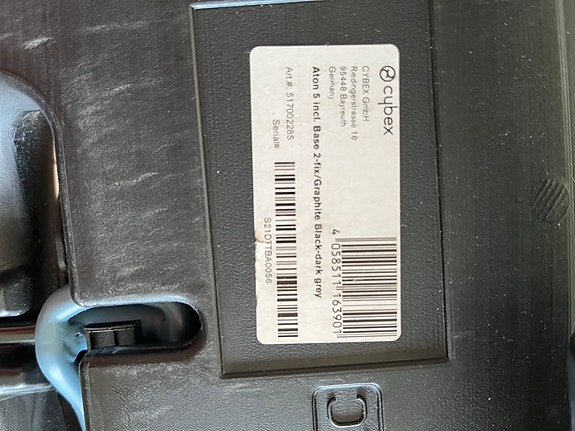 cybex
CYBEX GmbH
Riedingerstrasse 18
95448 Bayreuth
Germany
4 058511 163901
Aton 5 incl. Base 2-fix/Graphite Black-dark grey
Art.#: 517002285
Serial#:
S21DTTBA0056
C